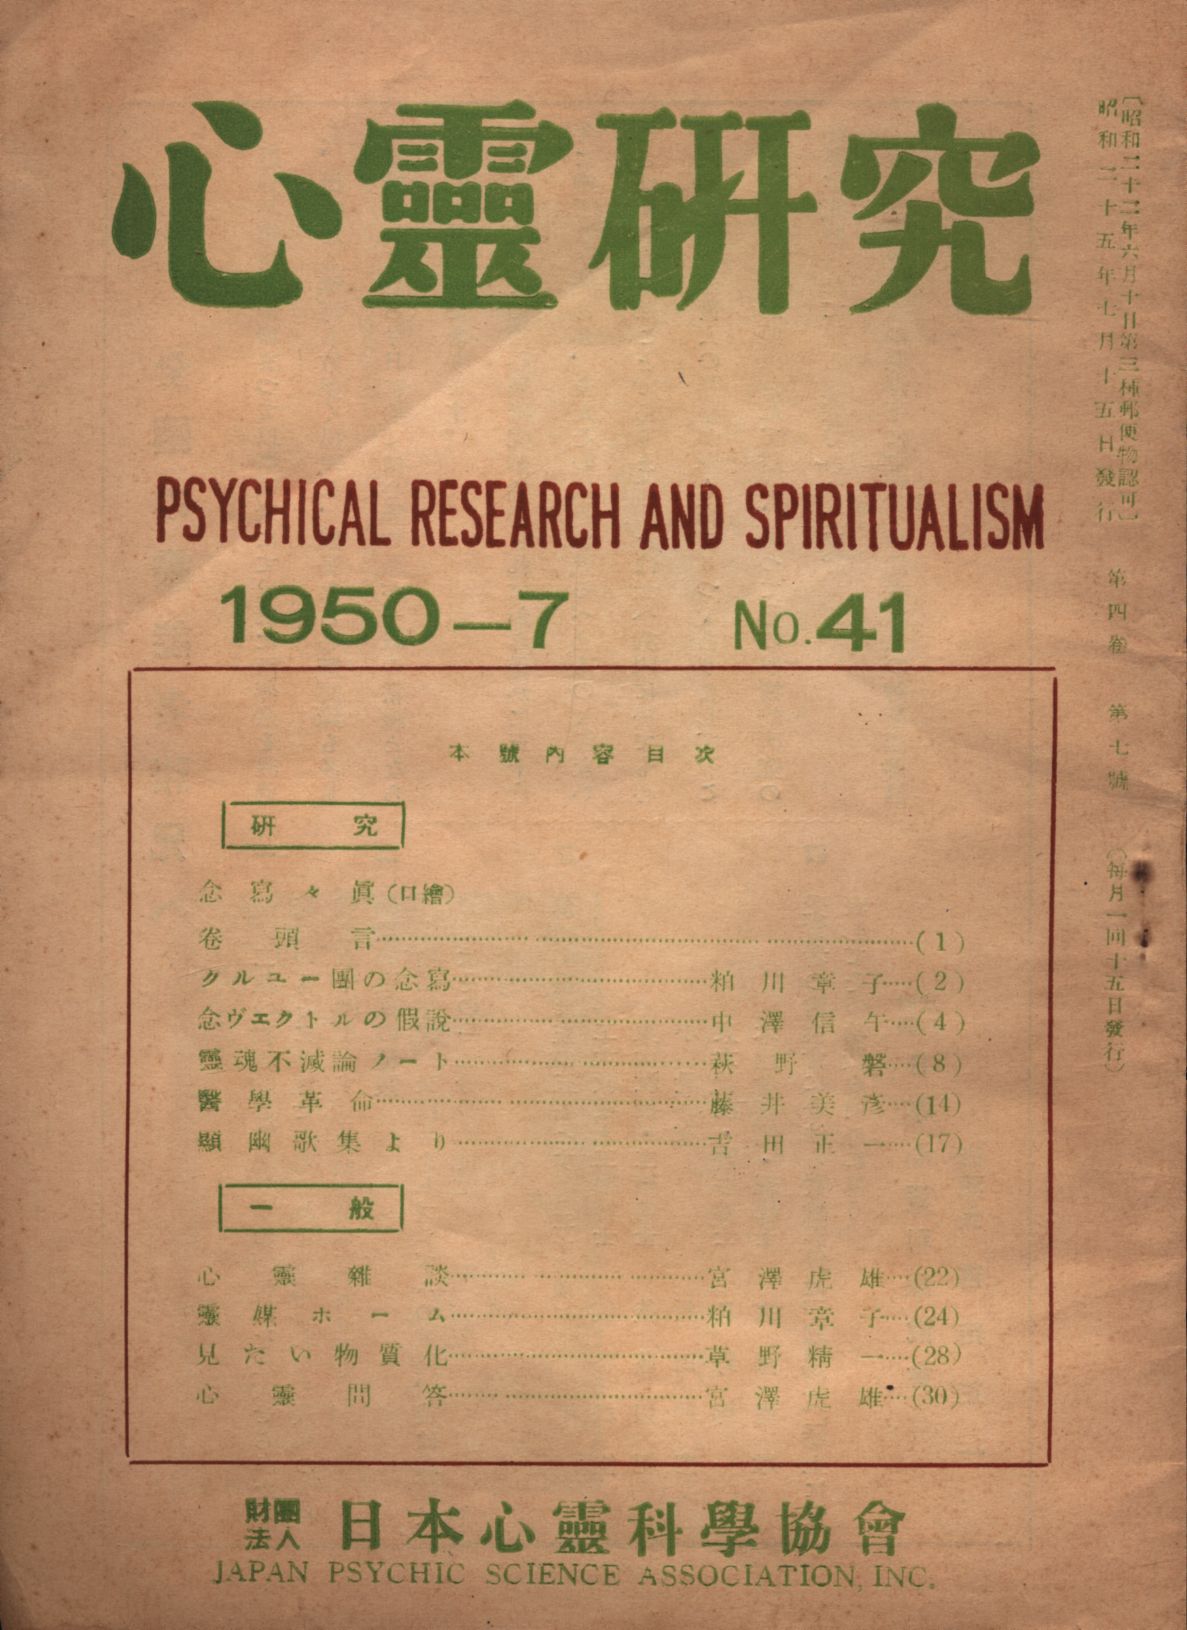 心靈硏究
PSYCHICAL RESEARCH AND SPIRITUALISM
1950—7 No.41
本號內容目次
硏究
念寫々眞(口繪)
卷頭言(1)
クルユー團の念寫 粕川章子(2)
念ヴエクトルの假說 中澤信午(4)
靈魂不滅論ノート 萩野磐(8)
醫學革命 藤井美彥(14)
顯幽歌集より 吉田正一(17)
一般
心靈雜談 宮澤虎雄(22)
靈媒ホーム 粕川章子(24)
見たい物質化 草野精一(28)
心靈問答 宮澤虎雄(30)
財團法人 日本心靈科學協會
JAPAN PSYCHIC SCIENCE ASSOCIATION, INC.
〔昭和二十二年六月十日第三種郵便物認可〕
昭和二十五年七月十五日發行 第四卷 第七號 (每月一回十五日發行)